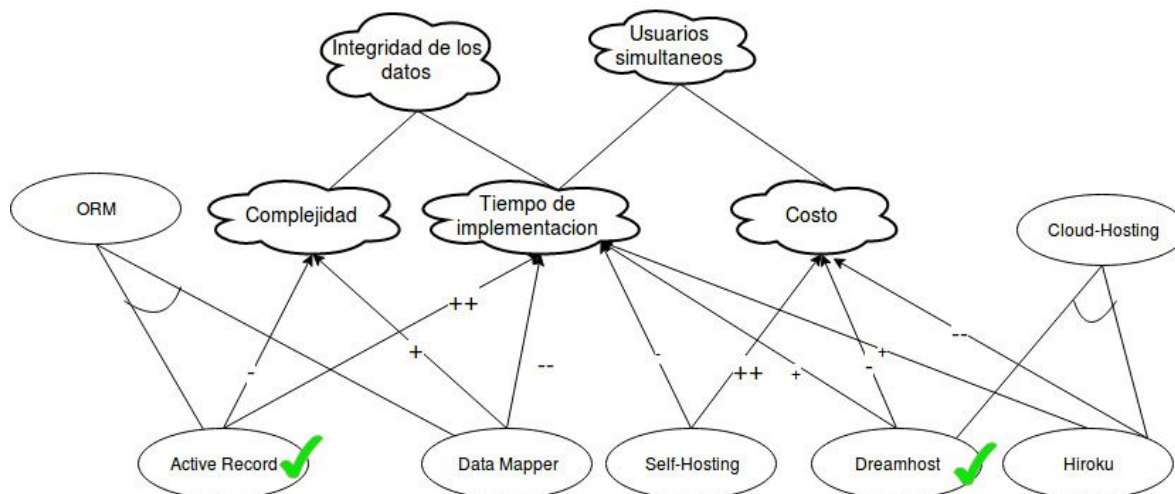 Integridad de los
datos
Usuarios
simultaneos
ORM
Complejidad
Tiempo de
implementacion
Costo
Cloud-Hosting
++
--
+
-
--
-
++
+
-
+
-
Active Record
Data Mapper
Self-Hosting
Dreamhost
Hiroku